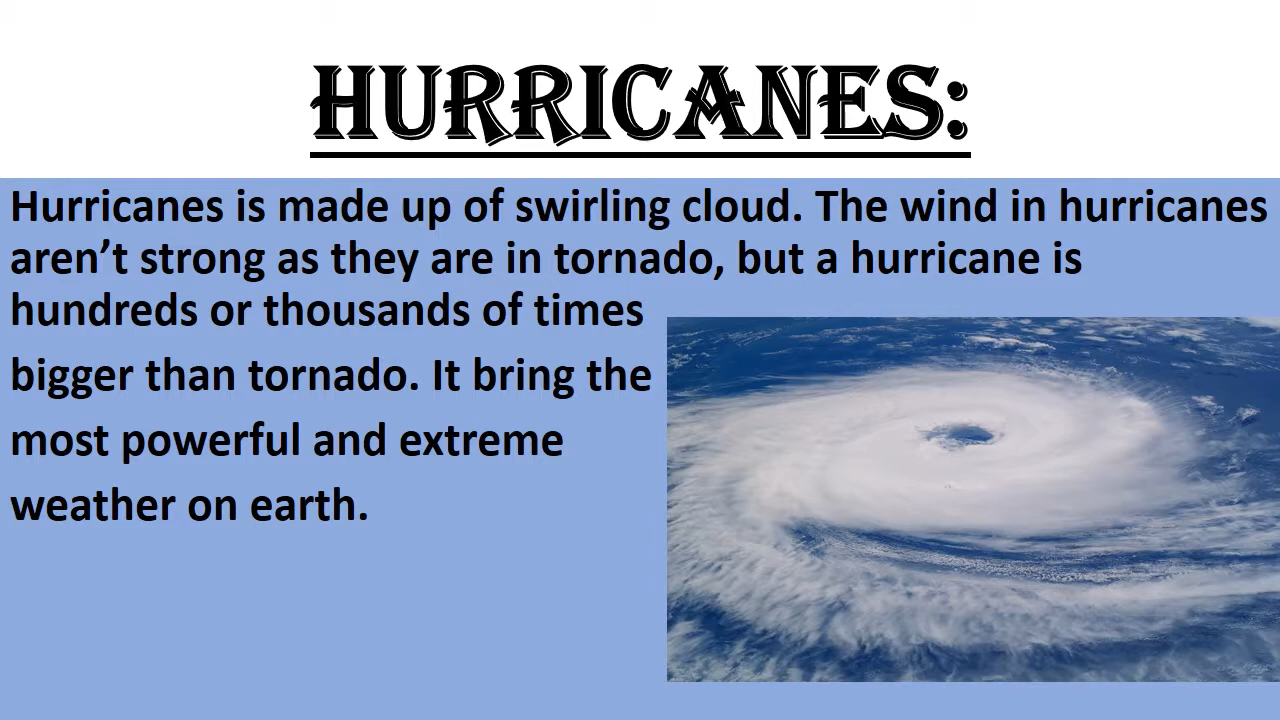 HURRICANES:
Hurricanes is made up of swirling cloud. The wind in hurricanes
aren’t strong as they are in tornado, but a hurricane is
hundreds or thousands of times
bigger than tornado. It bring the
most powerful and extreme
weather on earth.